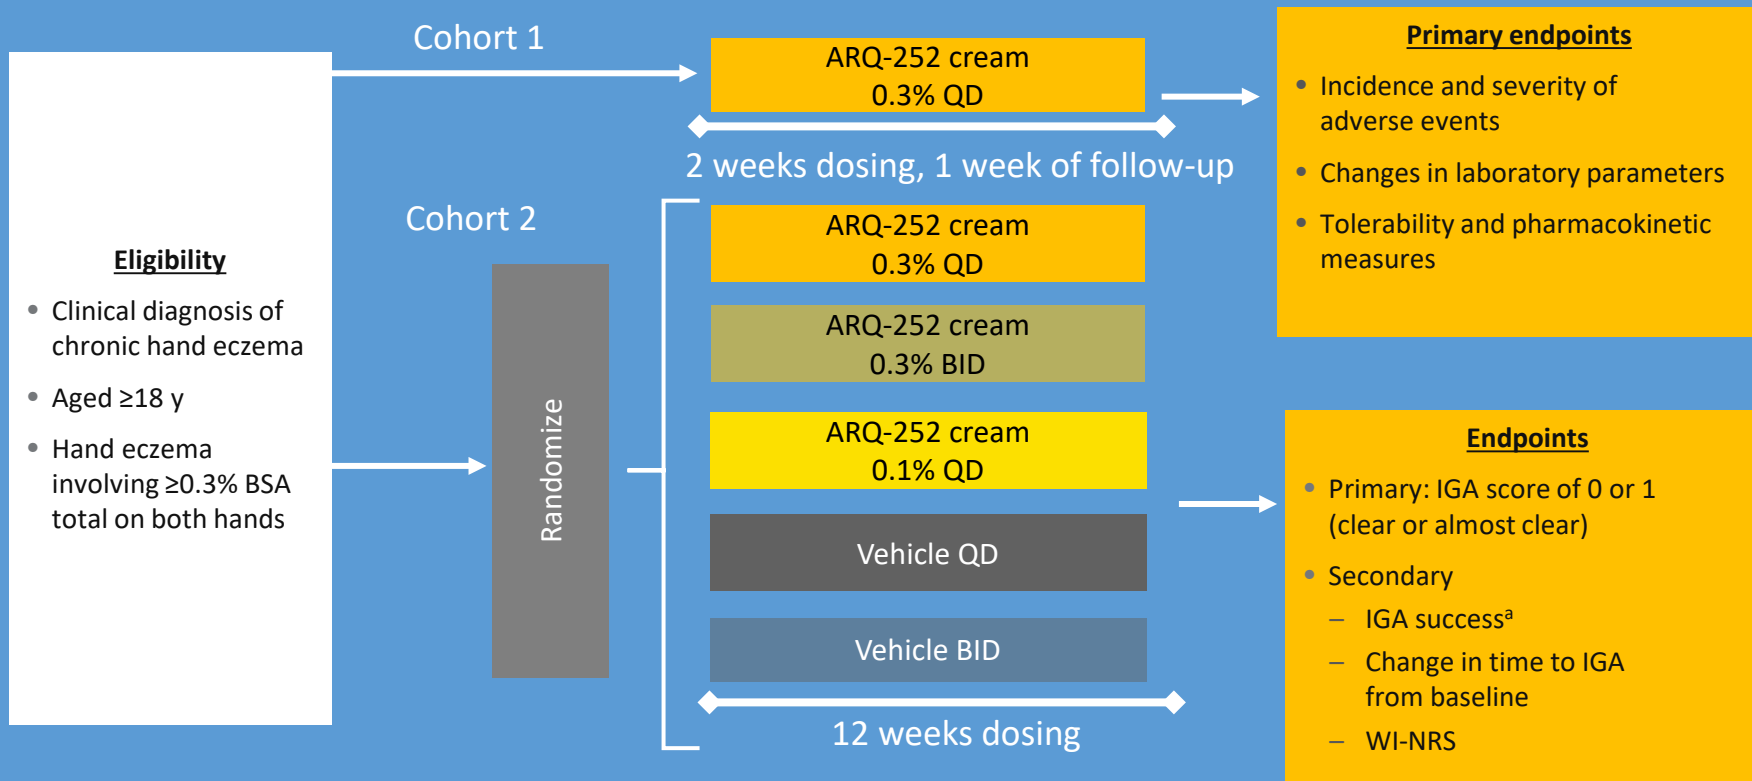 Eligibility
• Clinical diagnosis of
chronic hand eczema
• Aged ≥18 y
• Hand eczema
involving ≥0.3% BSA
total on both hands
Cohort 1
ARQ-252 cream
0.3% QD
2 weeks dosing, 1 week of follow-up
Primary endpoints
• Incidence and severity of
adverse events
• Changes in laboratory parameters
• Tolerability and pharmacokinetic
measures
Cohort 2
Randomize
ARQ-252 cream
0.3% QD
ARQ-252 cream
0.3% BID
ARQ-252 cream
0.1% QD
Vehicle QD
Vehicle BID
12 weeks dosing
Endpoints
• Primary: IGA score of 0 or 1
(clear or almost clear)
• Secondary
– IGA successᵃ
– Change in time to IGA
from baseline
– WI-NRS